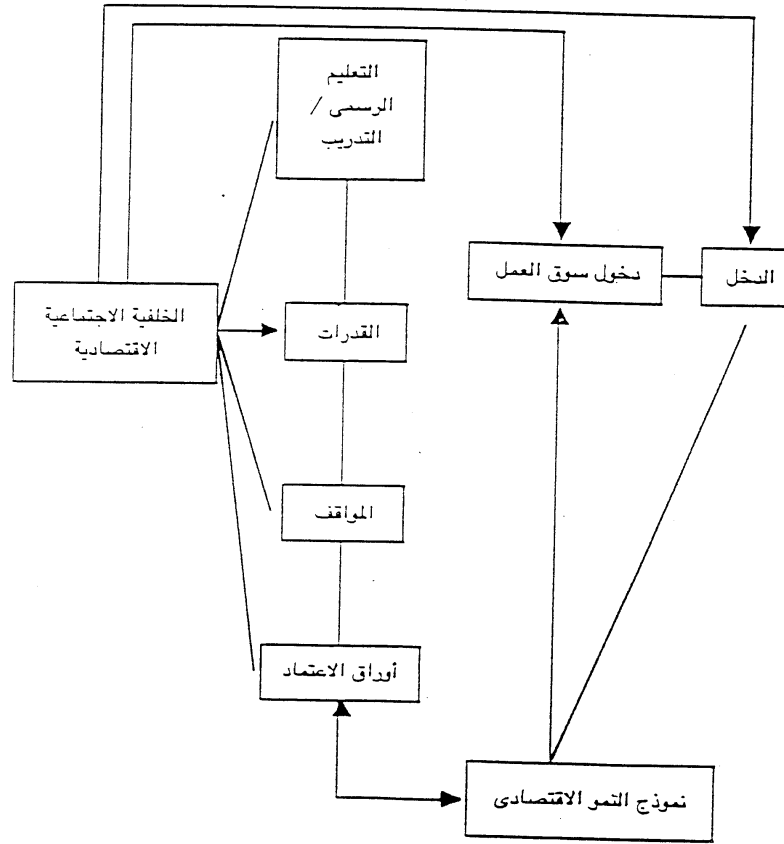 التعليم
الرسمى /
التدريب
دخول سوق العمل
الدخل
الخلفية الاجتماعية
الاقتصادية
القدرات
المواقف
أوراق الاعتماد
نموذج النمو الاقتصادى